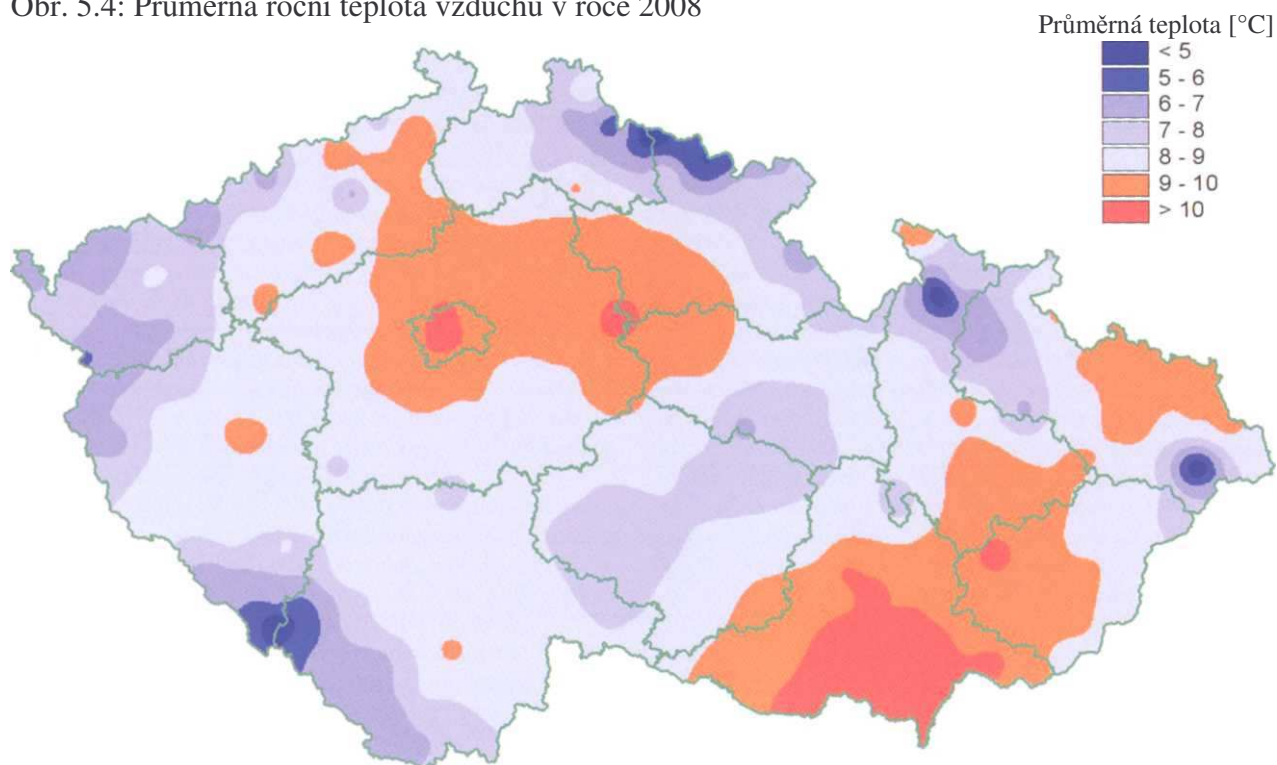 Obr. 5.4: Průměrná roční teplota vzduchu v roce 2008
Průměrná teplota [°C]
< 5
5 - 6
6 - 7
7 - 8
8 - 9
9 - 10
> 10